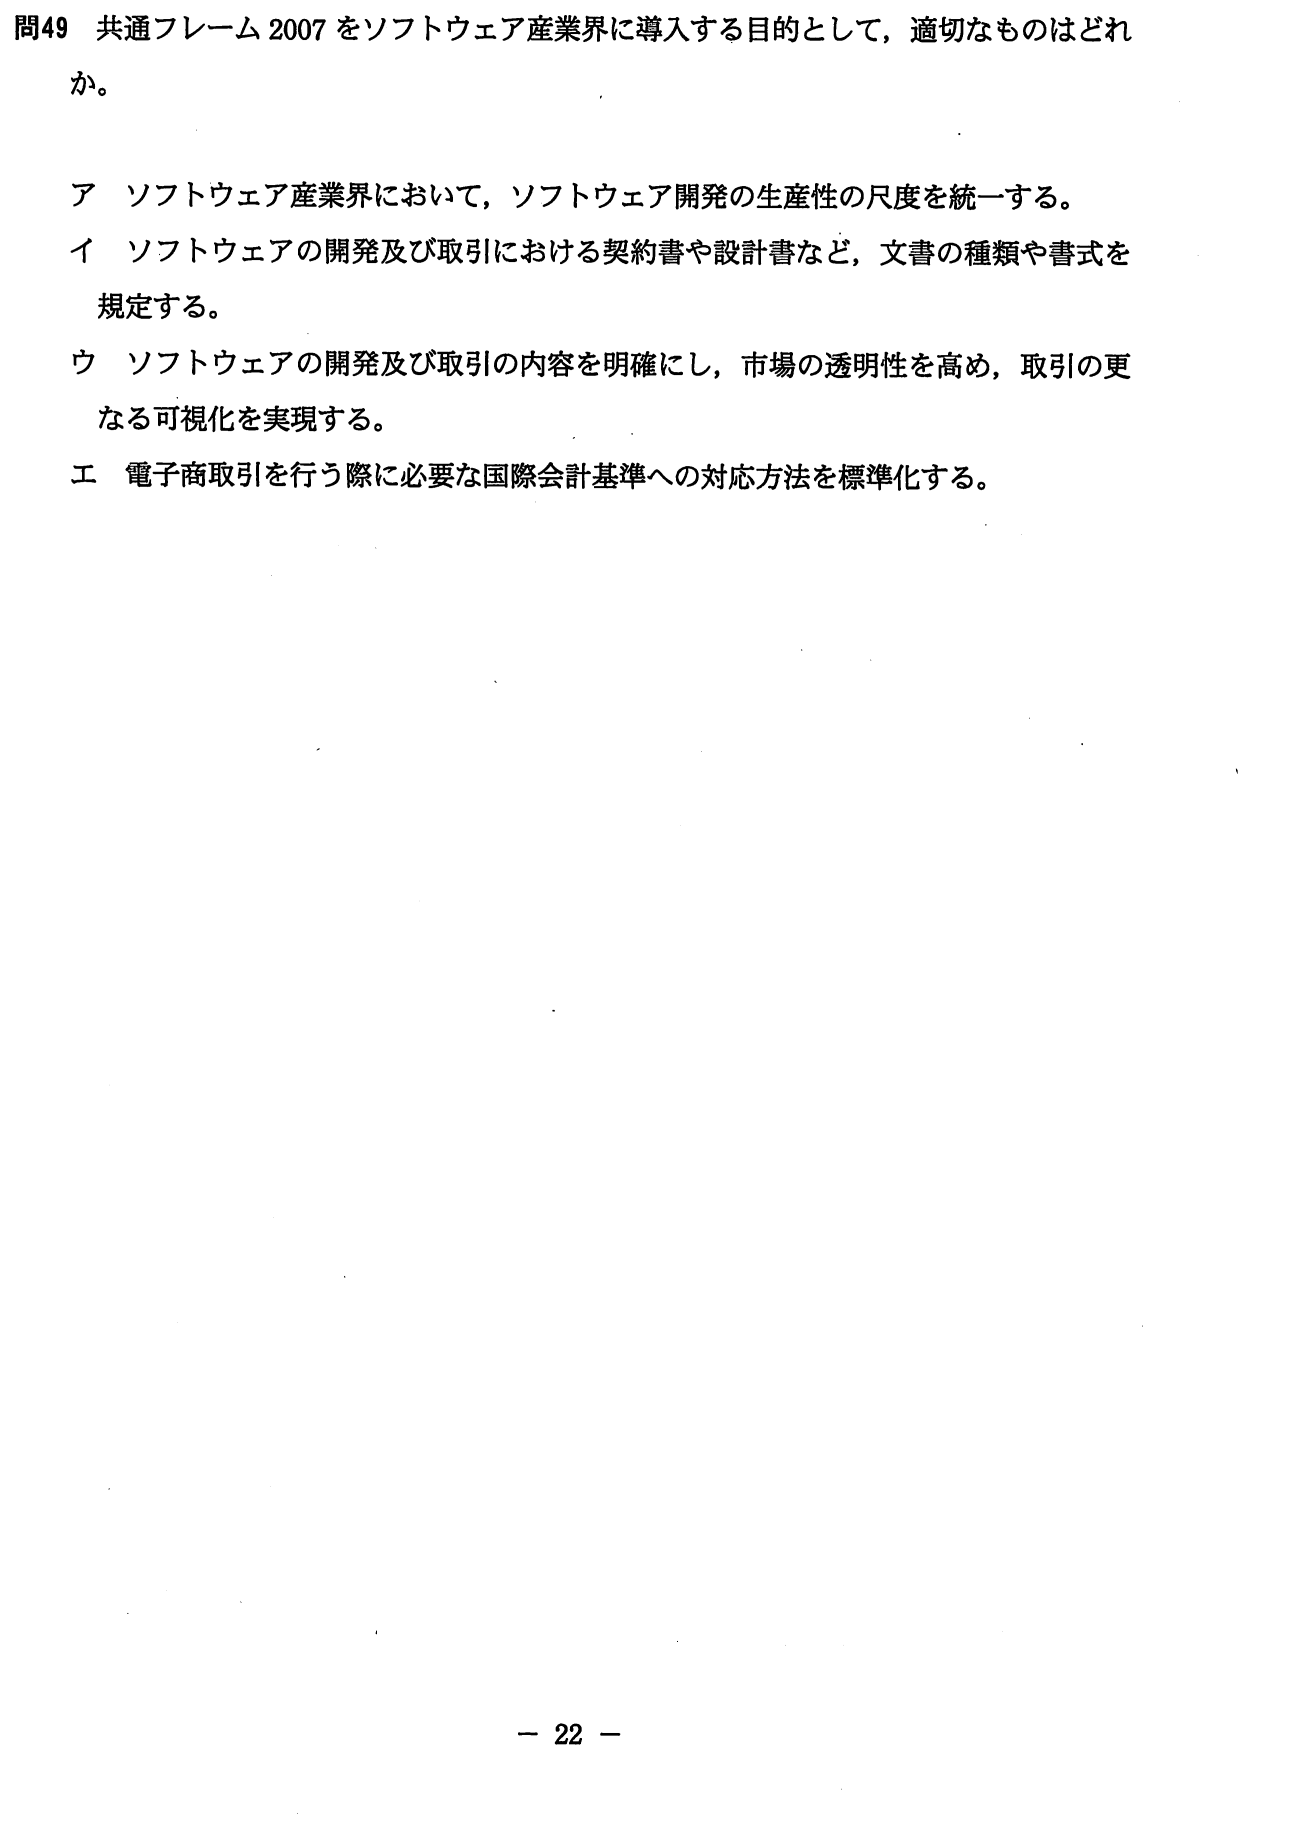 問49 共通フレーム 2007 をソフトウェア産業界に導入する目的として，適切なものはどれ
か。
ア ソフトウェア産業界において，ソフトウェア開発の生産性の尺度を統一する。
イ ソフトウェアの開発及び取引における契約書や設計書など，文書の種類や書式を
規定する。
ウ ソフトウェアの開発及び取引の内容を明確にし，市場の透明性を高め，取引の更
なる可視化を実現する。
エ 電子商取引を行う際に必要な国際会計基準への対応方法を標準化する。
－ 22 －